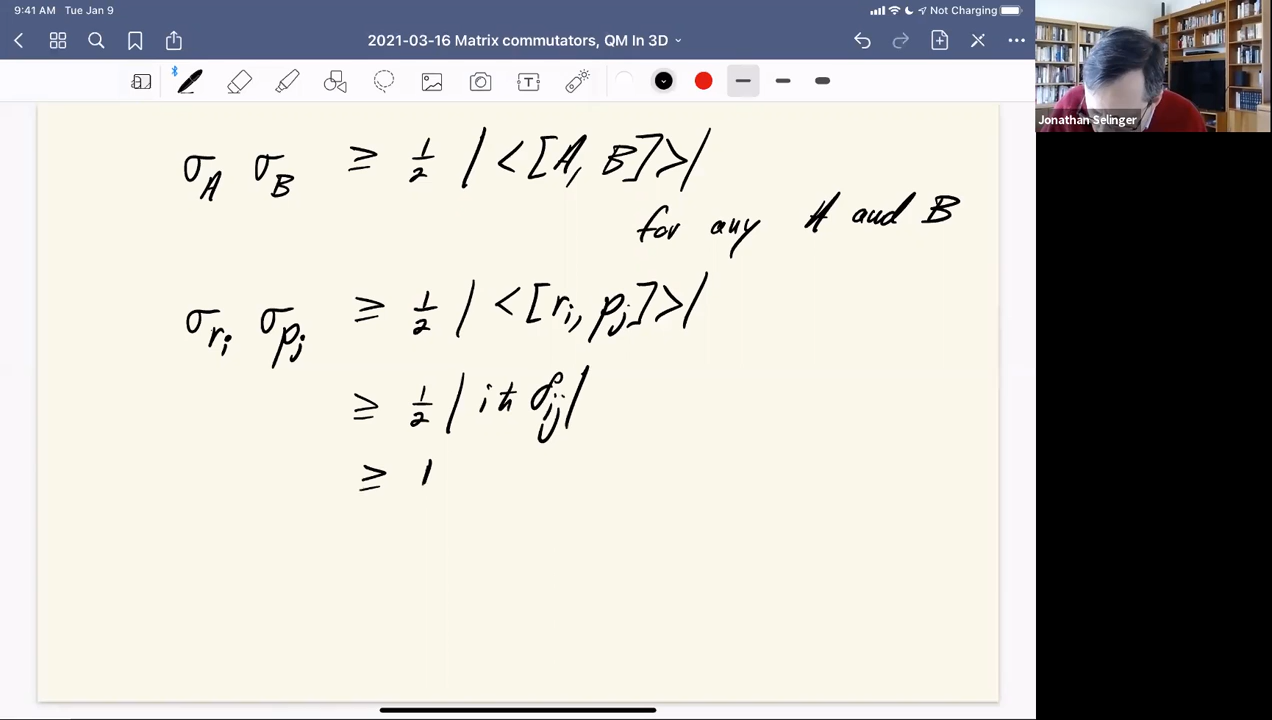 9:41 AM Tue Jan 9
Not Charging
2021-03-16 Matrix commutators, QM In 3D
T
Jonathan Selinger
σ_A σ_B ≥ 1/2 |<[A, B]>|
for any A and B
σ_{r_i} σ_{p_j} ≥ 1/2 |<[r_i, p_j]>|
≥ 1/2 |iħ δ_{ij}|
≥ 1